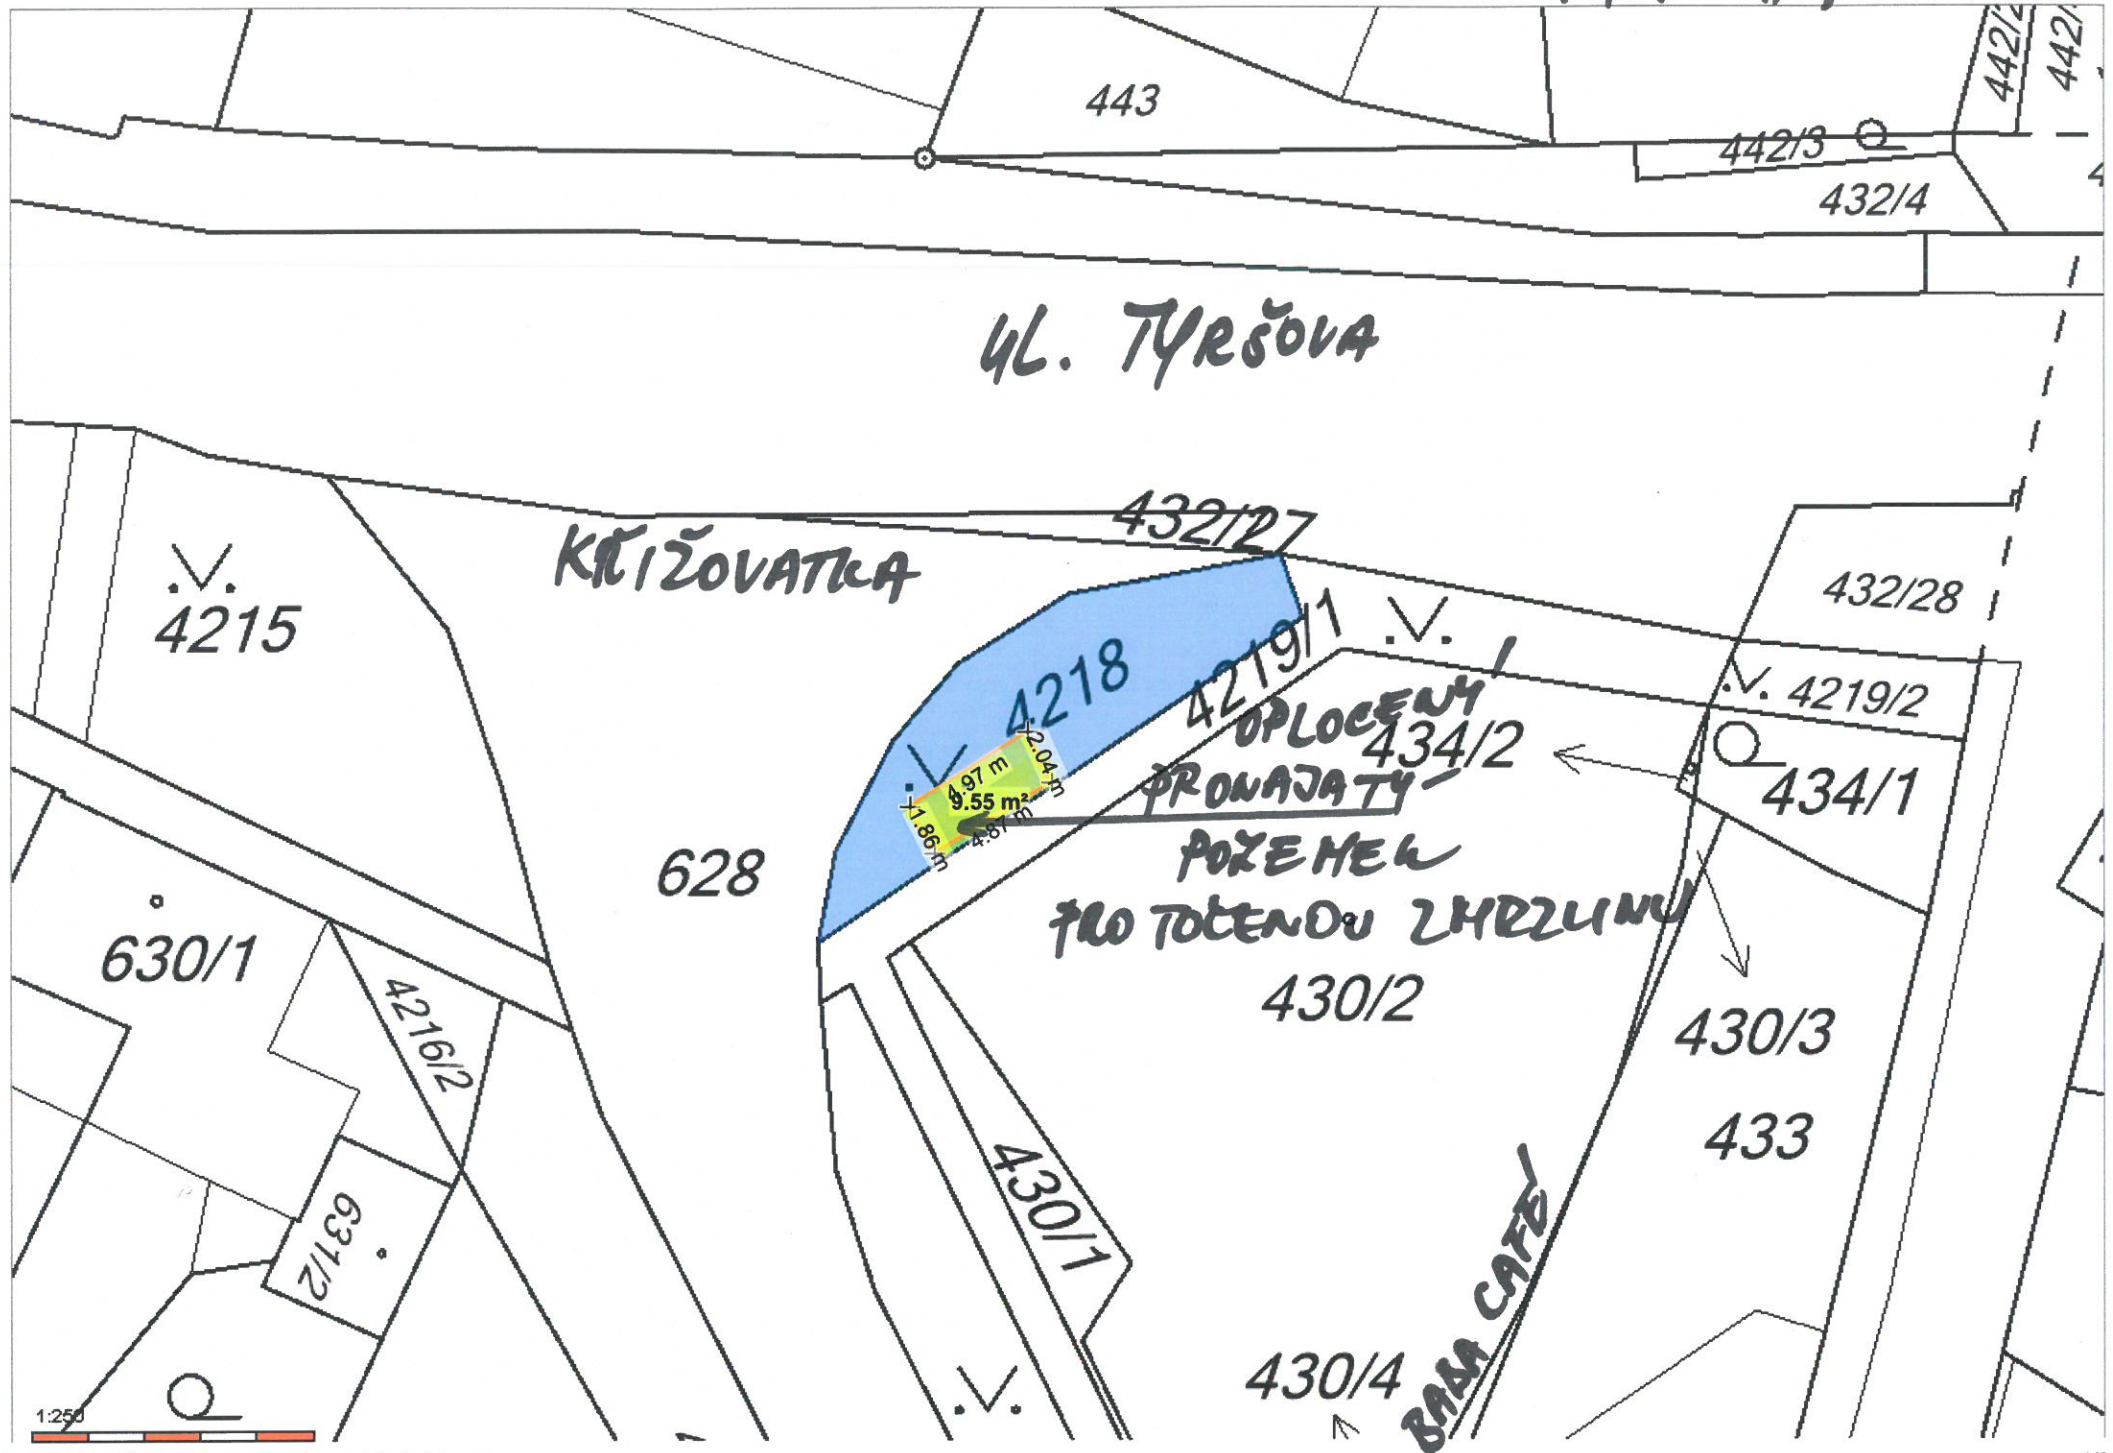 442/2
442/
443
442/3
432/4
UL. TYRŠOVA
432/27
KŘIŽOVATKA
432/28
4215
4218
4219/1
4219/2
OPLOCENÝ
434/2
434/1
PRONAJATÝ
4.97 m
2.04 m
9.55 m²
1.86 m
4.87 m
POZEMEK
PRO TOČENOU ZMRZLINU
628
630/1
4216/2
430/2
430/3
433
430/1
631/2
BABA CAFÉ
430/4
1:250